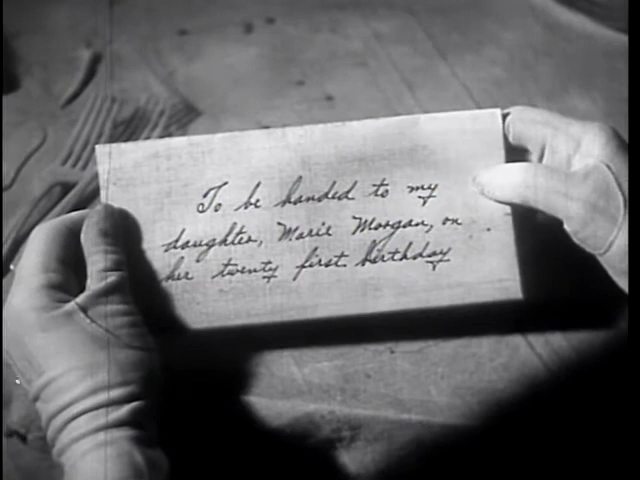 To be handed to my
daughter, Marie Morgan, on
her twenty first birthday